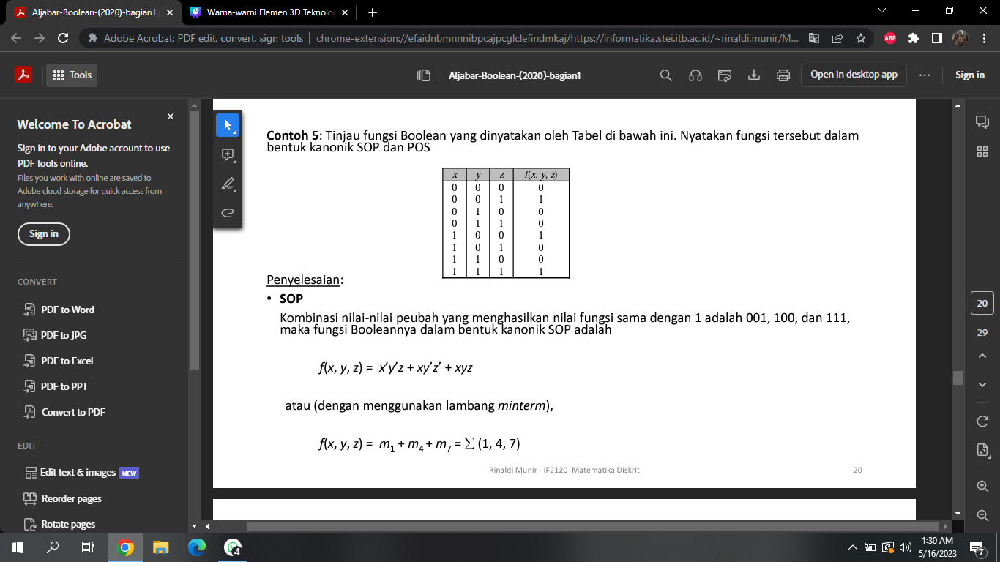 Aljabar-Boolean-(2020)-bagian1.
Warna-warni Elemen 3D Teknolo
Adobe Acrobat: PDF edit, convert, sign tools
chrome-extension://efaidnbmnnnibpcajpcglclefindmkaj/https://informatika.stei.itb.ac.id/~rinaldi.munir/M...
ABP
Tools
Aljabar-Boolean-(2020)-bagian1
Open in desktop app
Sign in
Welcome To Acrobat
Sign in to your Adobe account to use
PDF tools online.
Files you work with online are saved to
Adobe cloud storage for quick access from
anywhere.
Sign in
CONVERT
PDF to Word
PDF to JPG
PDF to Excel
PDF to PPT
Convert to PDF
EDIT
Edit text & images NEW
Reorder pages
Rotate pages
Contoh 5: Tinjau fungsi Boolean yang dinyatakan oleh Tabel di bawah ini. Nyatakan fungsi tersebut dalam
bentuk kanonik SOP dan POS
x y z f(x, y, z)
0 0 0 0
0 0 1 1
0 1 0 0
0 1 1 0
1 0 0 1
1 0 1 0
1 1 0 0
1 1 1 1
Penyelesaian:
• SOP
Kombinasi nilai-nilai peubah yang menghasilkan nilai fungsi sama dengan 1 adalah 001, 100, dan 111,
maka fungsi Booleannya dalam bentuk kanonik SOP adalah
f(x, y, z) = x’y’z + xy’z’ + xyz
atau (dengan menggunakan lambang minterm),
f(x, y, z) = m₁ + m₄ + m₇ = ∑ (1, 4, 7)
Rinaldi Munir - IF2120 Matematika Diskrit
20
20
29
4
1:30 AM
5/16/2023
7